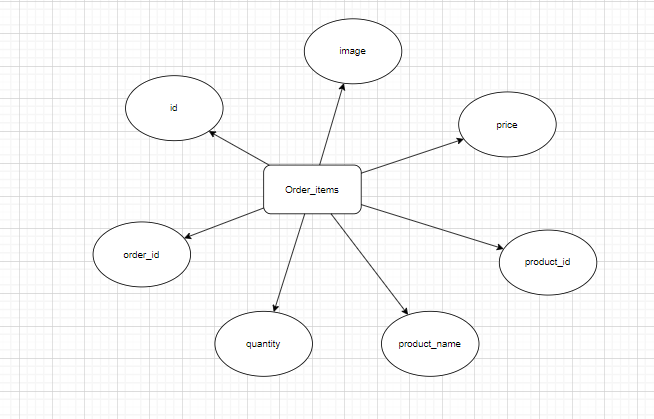 image
id
price
Order_items
order_id
product_id
quantity
product_name